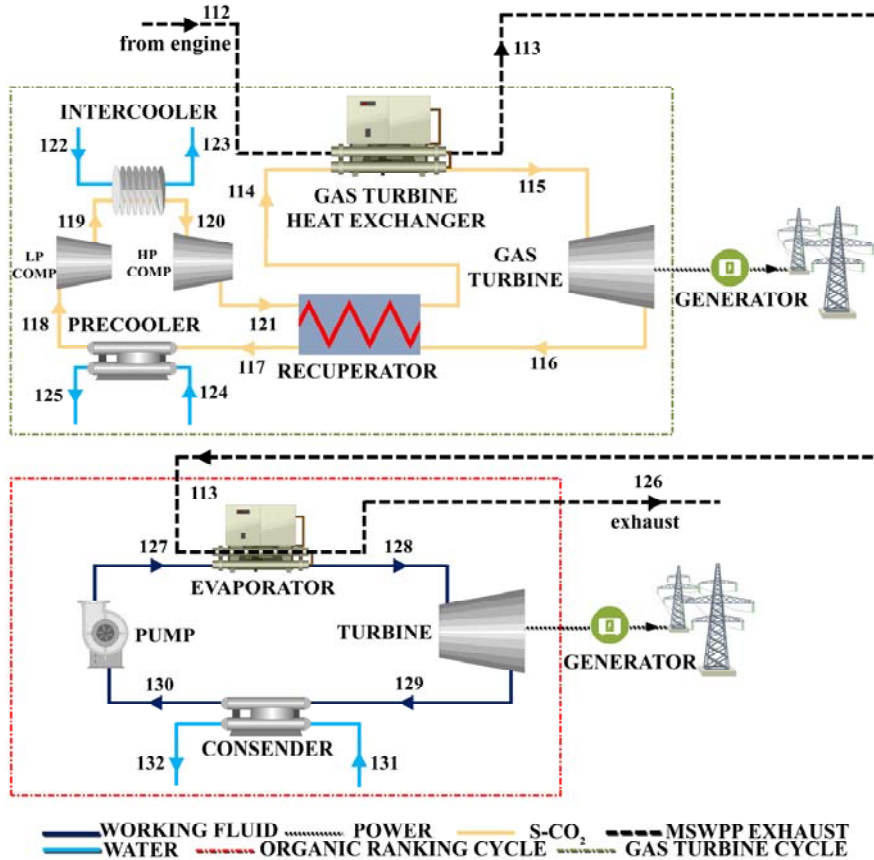 112
from engine
113
INTERCOOLER
122
123
114
115
GAS TURBINE
HEAT EXCHANGER
119
120
LP
COMP
HP
COMP
GAS
TURBINE
GENERATOR
118
PRECOOLER
121
117
RECUPERATOR
116
125
124
113
126
exhaust
127
128
EVAPORATOR
PUMP
TURBINE
GENERATOR
130
129
CONSENDER
132
131
WORKING FLUID
POWER
S-CO₂
MSWPP EXHAUST
WATER
ORGANIC RANKING CYCLE
GAS TURBINE CYCLE